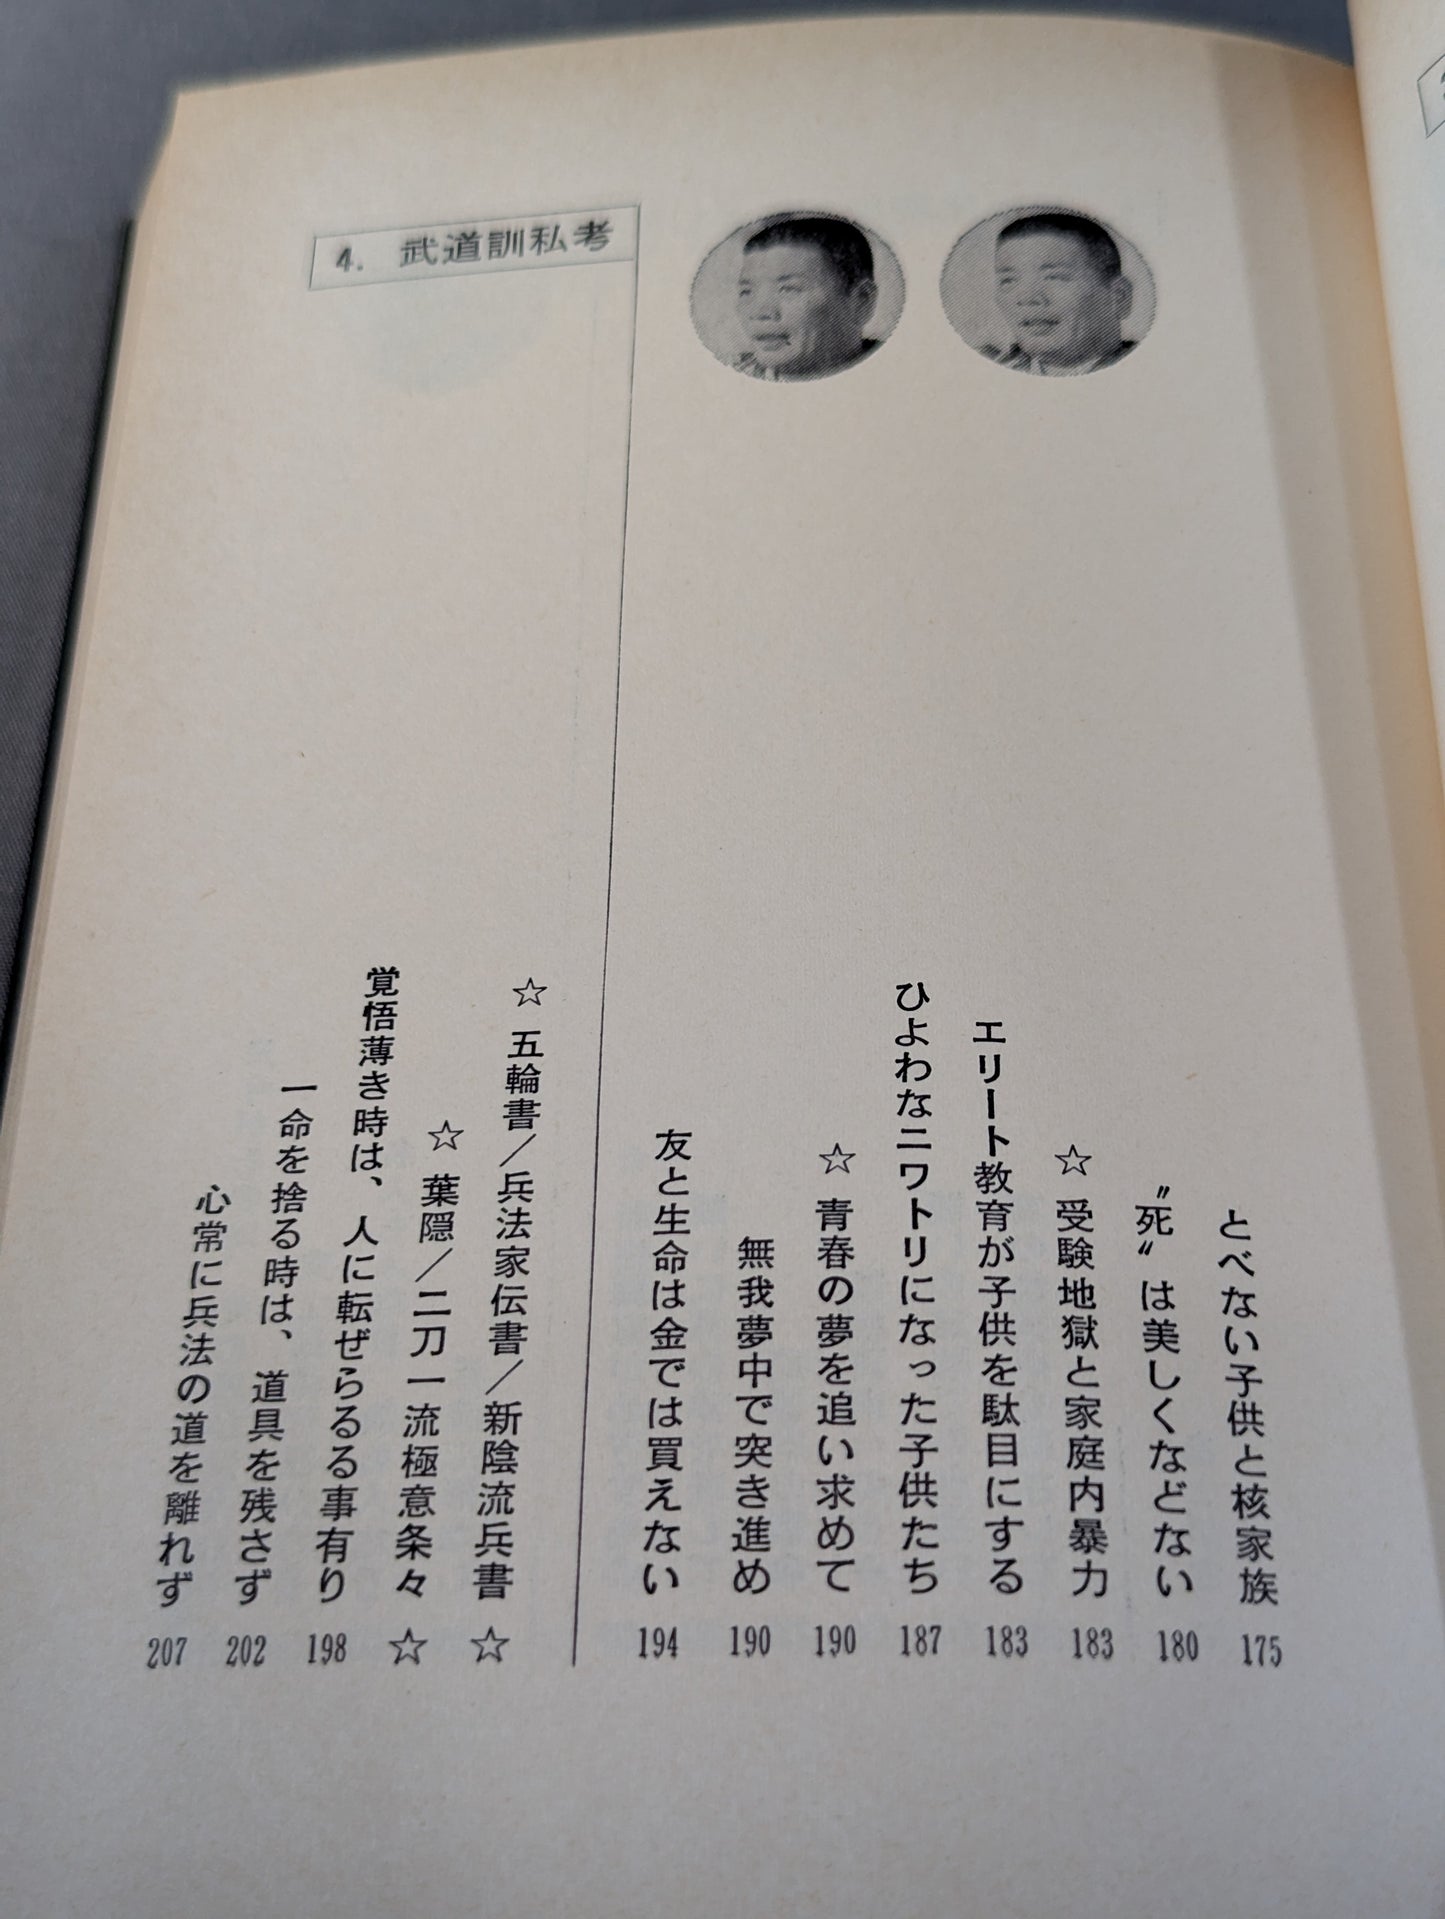 とべない子供と核家族 175
〝死〟は美しくなどない 180
☆ 受験地獄と家庭内暴力 183
エリート教育が子供を駄目にする 183
ひよわなニワトリになった子供たち 187
☆ 青春の夢を追い求めて 190
無我夢中で突き進め 190
友と生命は金では買えない 194
4. 武道訓私考
☆ 五輪書/兵法家伝書/新陰流兵書 ☆
☆ 葉隠/二刀一流極意条々 ☆
覚悟薄き時は、人に転ぜらるる事有り 198
一命を捨る時は、道具を残さず 202
心常に兵法の道を離れず 207